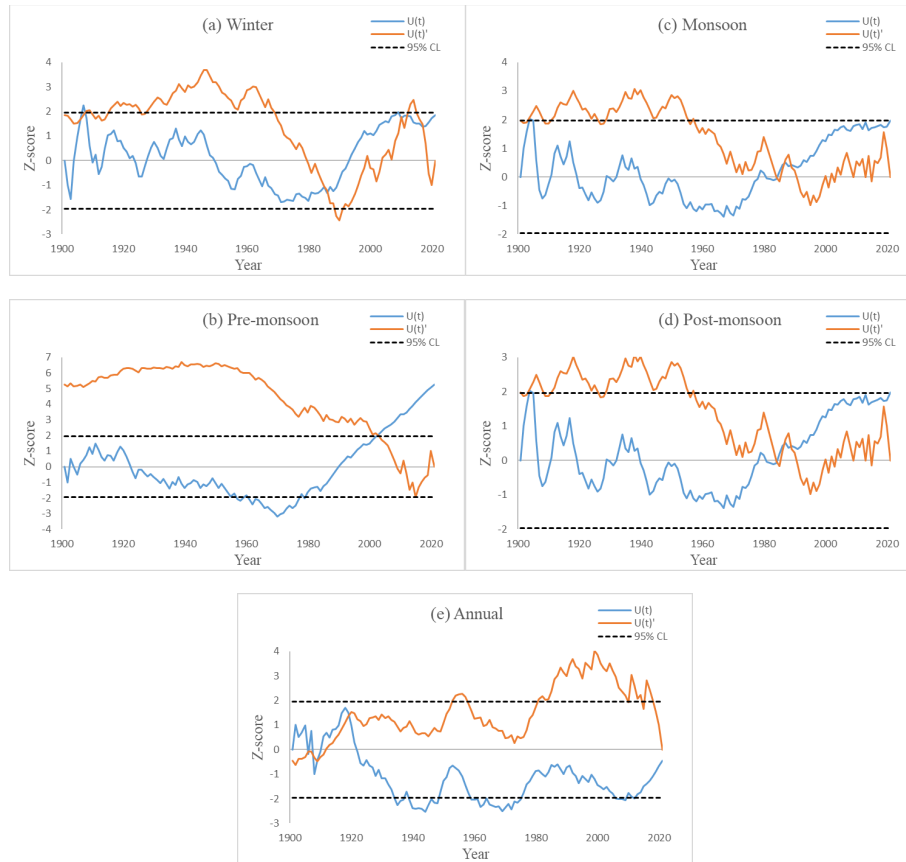 (a) Winter
U(t)
U(t)'
95% CL
Z-score
4
3
2
1
0
-1
-2
-3
1900 1920 1940 1960 1980 2000 2020
Year
(c) Monsoon
U(t)
U(t)'
95% CL
Z-score
4
3
2
1
0
-1
-2
1900 1920 1940 1960 1980 2000 2020
Year
(b) Pre-monsoon
U(t)
U(t)'
95% CL
Z-score
7
6
5
4
3
2
1
0
-1
-2
-3
-4
1900 1920 1940 1960 1980 2000 2020
Year
(d) Post-monsoon
U(t)
U(t)'
95% CL
Z-score
3
2
1
0
-1
-2
1900 1920 1940 1960 1980 2000 2020
Year
(e) Annual
U(t)
U(t)'
95% CL
Z-score
4
3
2
1
0
-1
-2
-3
1900 1920 1940 1960 1980 2000 2020
Year